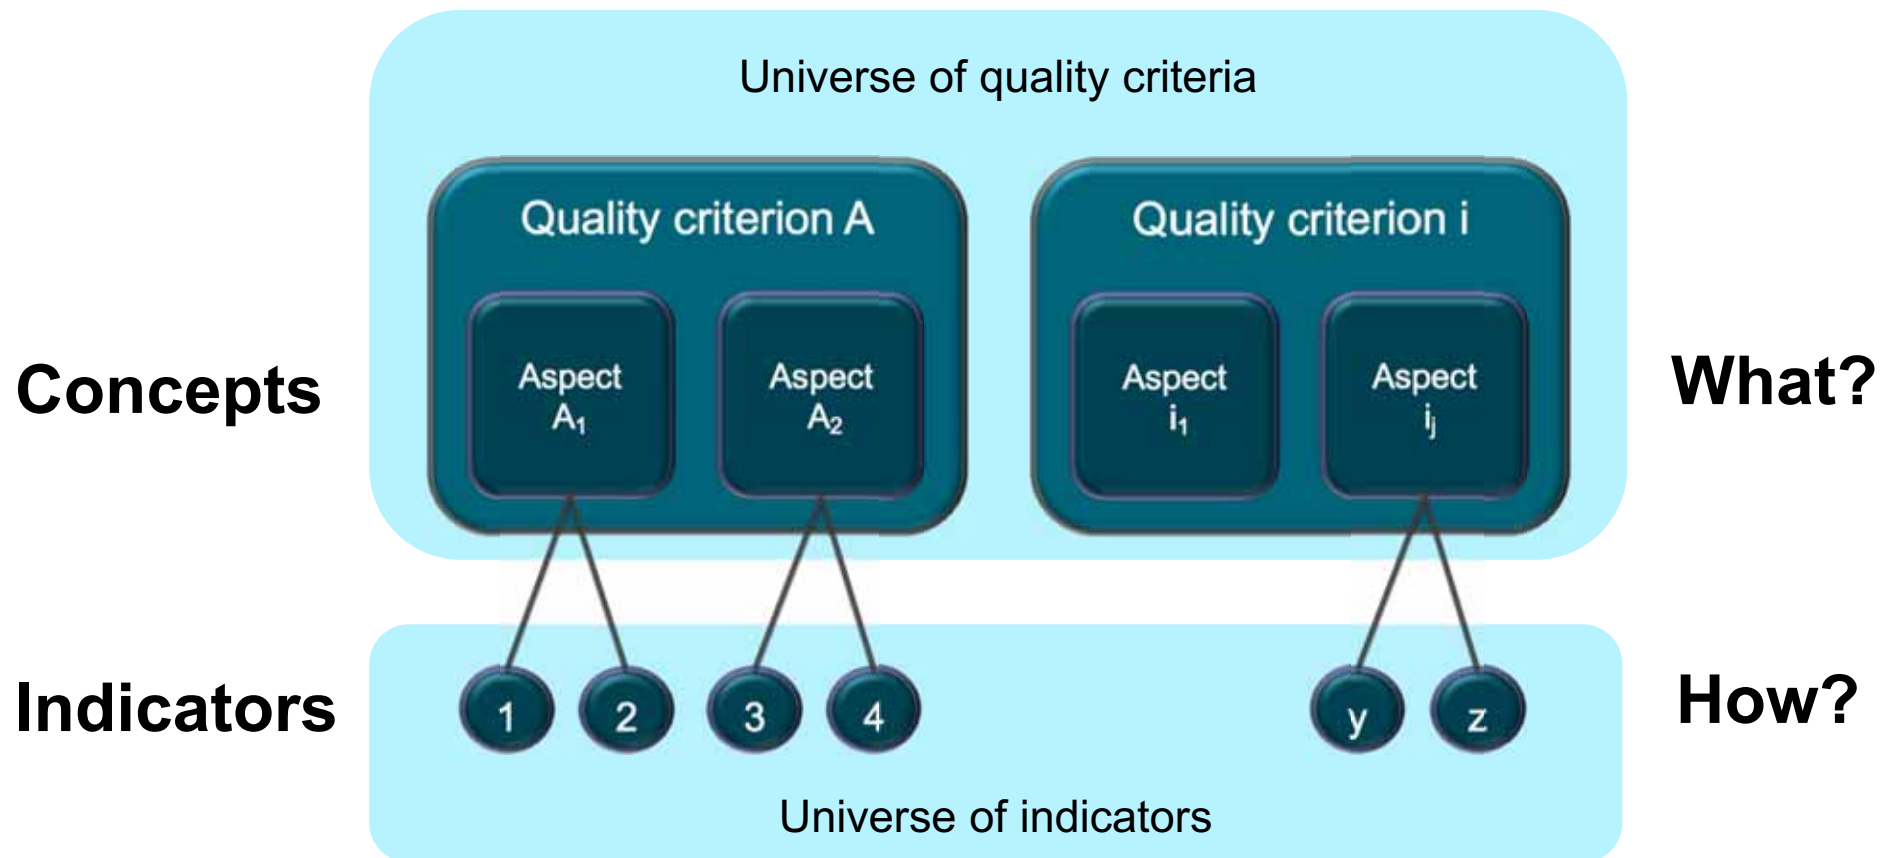 Universe of quality criteria
Quality criterion A
Quality criterion i
Aspect
A₁
Aspect
A₂
Aspect
i₁
Aspect
iⱼ
Concepts
What?
Indicators
1
2
3
4
y
z
How?
Universe of indicators